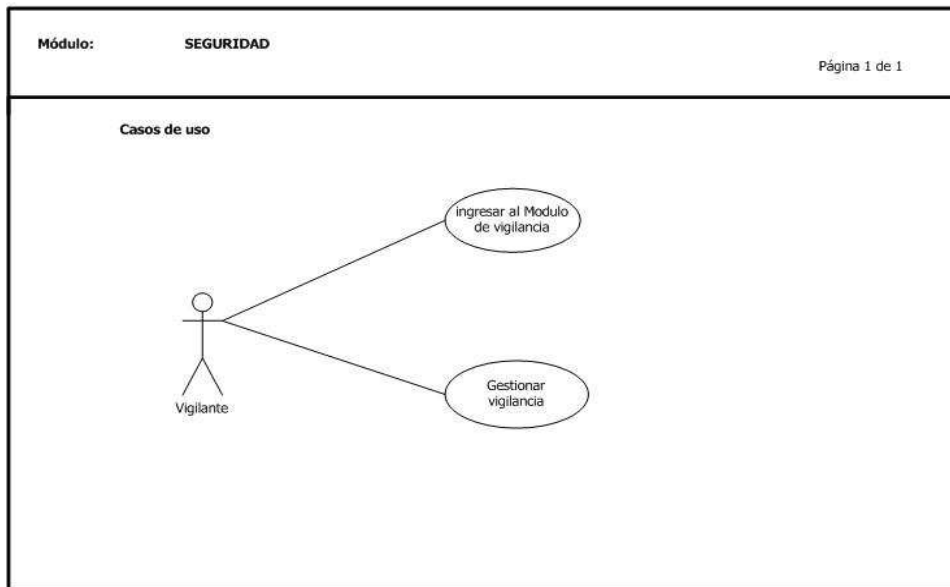 Módulo: SEGURIDAD
Página 1 de 1
Casos de uso
ingresar al Modulo
de vigilancia
Vigilante
Gestionar
vigilancia